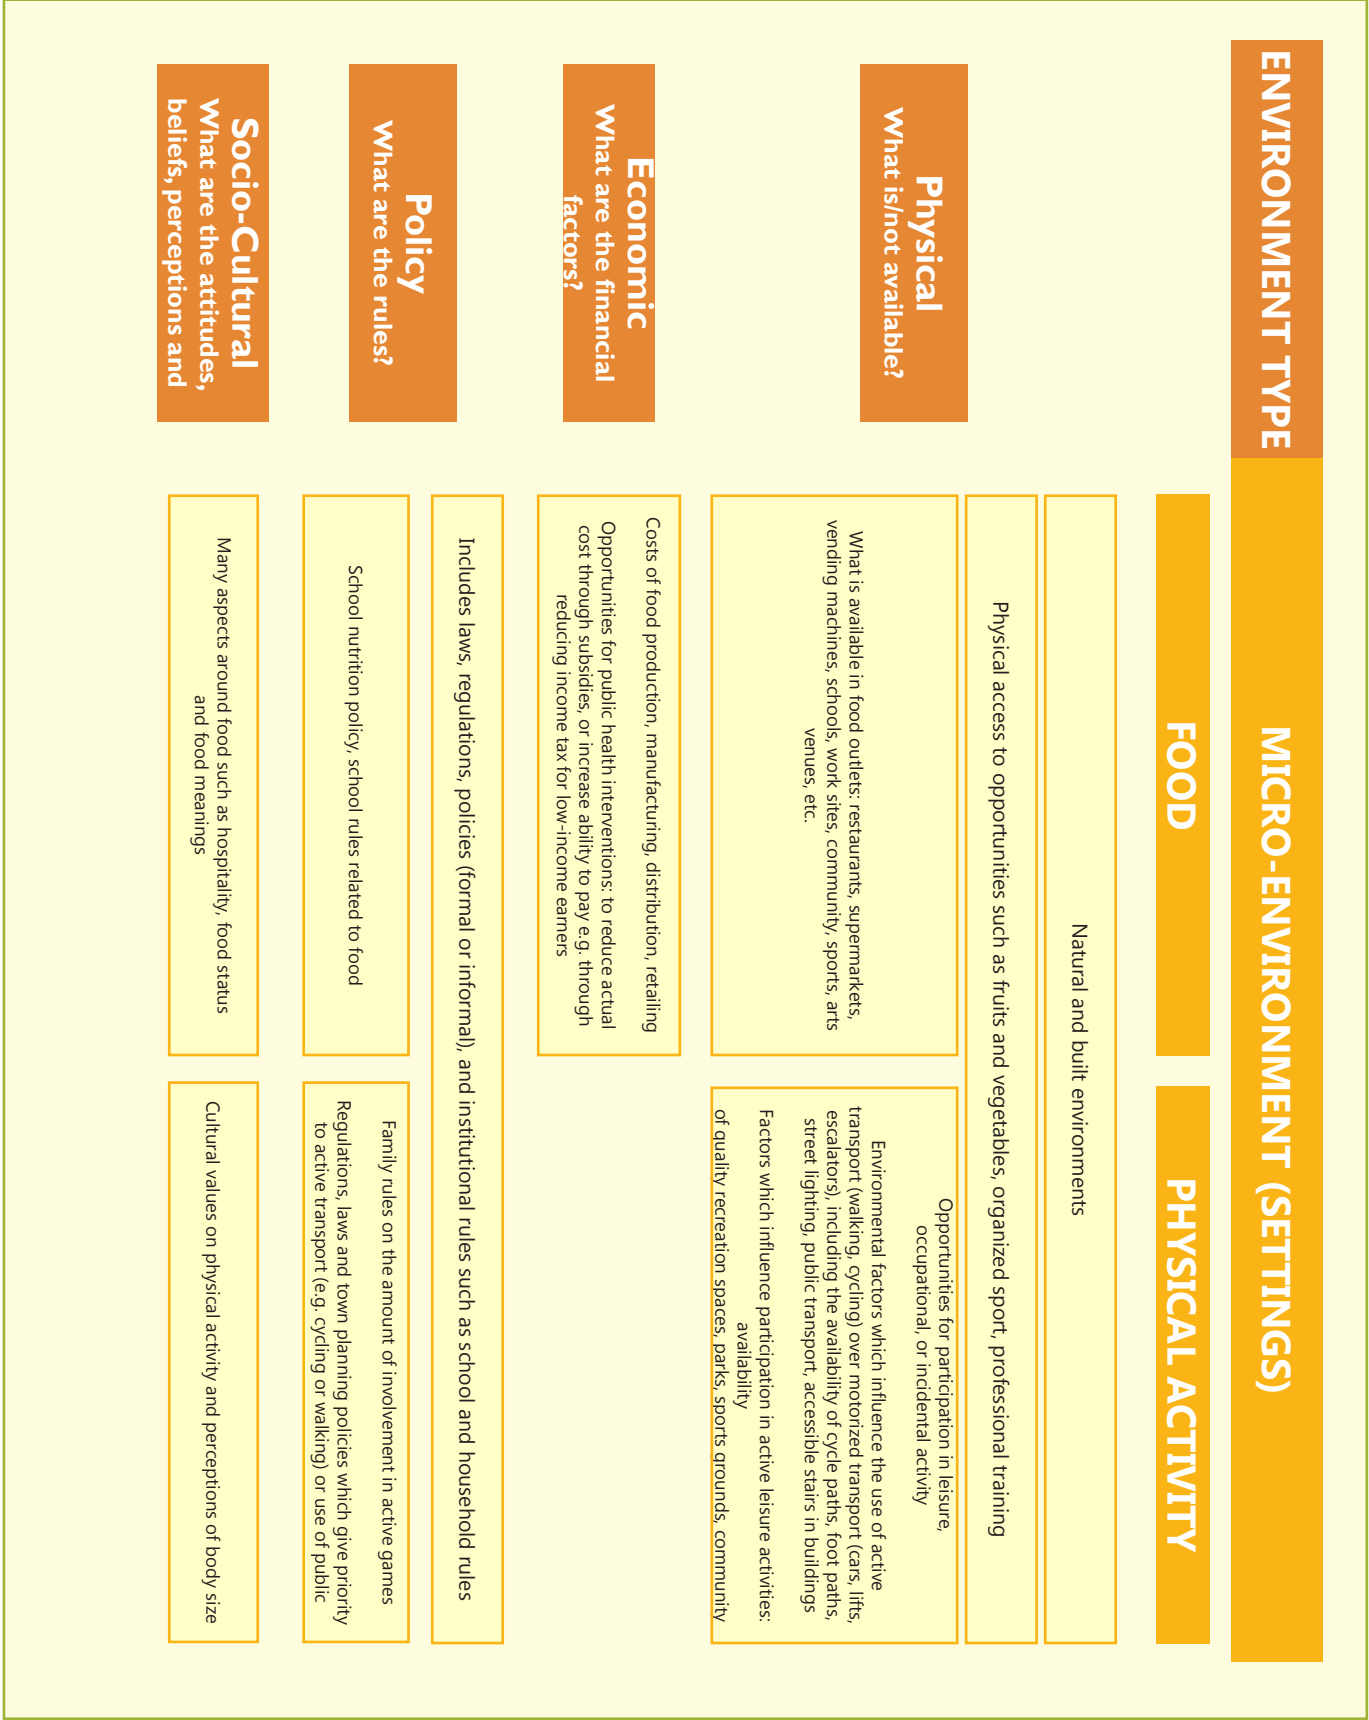 ENVIRONMENT TYPE
MICRO-ENVIRONMENT (SETTINGS)
FOOD
PHYSICAL ACTIVITY
Physical
What is/not available?
Natural and built environments
Physical access to opportunities such as fruits and vegetables, organized sport, professional training
What is available in food outlets: restaurants, supermarkets,
vending machines, schools, work sites, community, sports, arts
venues, etc.
Opportunities for participation in leisure,
occupational, or incidental activity
Environmental factors which influence the use of active
transport (walking, cycling) over motorized transport (cars, lifts,
escalators), including the availability of cycle paths, foot paths,
street lighting, public transport, accessible stairs in buildings
Factors which influence participation in active leisure activities:
availability
of quality recreation spaces, parks, sports grounds, community
Economic
What are the financial
factors?
Costs of food production, manufacturing, distribution, retailing
Opportunities for public health interventions: to reduce actual
cost through subsidies, or increase ability to pay e.g. through
reducing income tax for low-income earners
Policy
What are the rules?
Includes laws, regulations, policies (formal or informal), and institutional rules such as school and household rules
School nutrition policy, school rules related to food
Family rules on the amount of involvement in active games
Regulations, laws and town planning policies which give priority
to active transport (e.g. cycling or walking) or use of public
Socio-Cultural
What are the attitudes,
beliefs, perceptions and
Many aspects around food such as hospitality, food status
and food meanings
Cultural values on physical activity and perceptions of body size